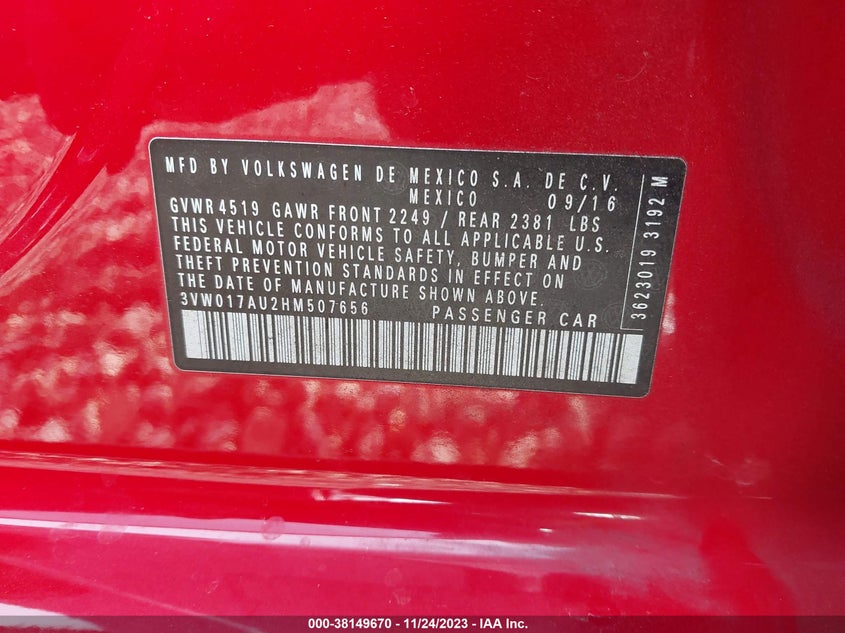 MFD BY VOLKSWAGEN DE MEXICO S.A. DE C.V.
MEXICO 09/16
GVWR 4519 GAWR FRONT 2249 / REAR 2381 LBS
THIS VEHICLE CONFORMS TO ALL APPLICABLE U.S.
FEDERAL MOTOR VEHICLE SAFETY, BUMPER AND
THEFT PREVENTION STANDARDS IN EFFECT ON
THE DATE OF MANUFACTURE SHOWN ABOVE.
3VW017AU2HM507656 PASSENGER CAR
3623019 3192 M
000-38149670 - 11/24/2023 - IAA Inc.